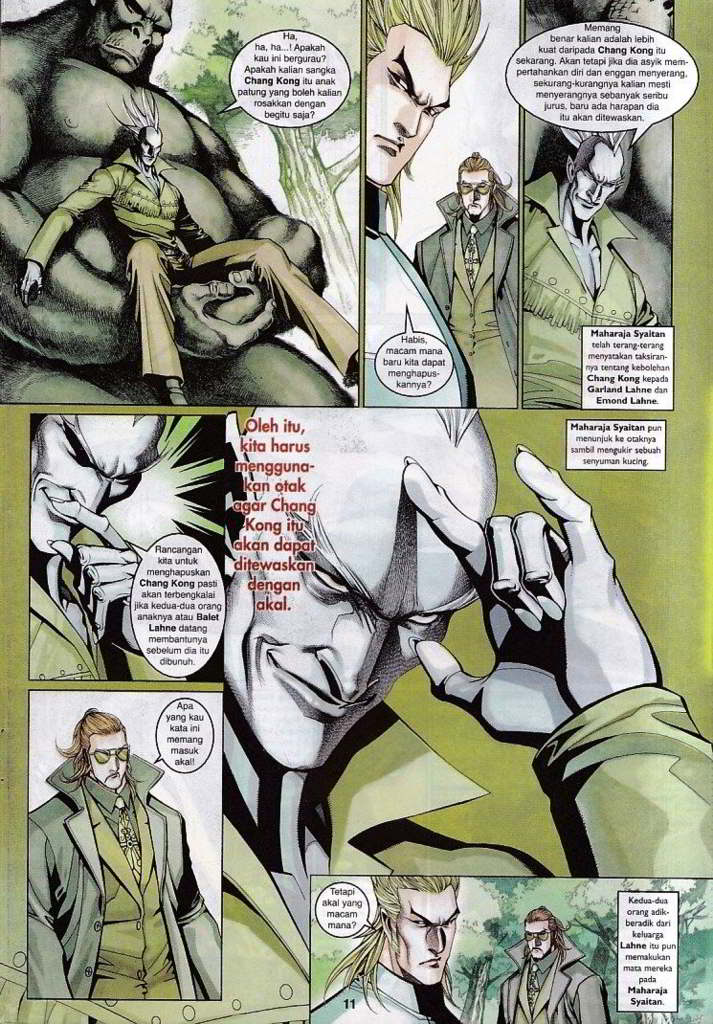 Ha,
ha, ha...! Apakah
kau ini bergurau?
Apakah kalian sangka
Chang Kong itu anak
patung yang boleh kalian
rosakkan dengan
begitu saja?
Habis,
macam mana
baru kita dapat
menghapus-
kannya?
Memang
benar kalian adalah lebih
kuat daripada Chang Kong itu
sekarang. Akan tetapi jika dia asyik mem-
pertahankan diri dan enggan menyerang,
sekurang-kurangnya kalian mesti
menyerangnya sebanyak seribu
jurus, baru ada harapan dia
itu akan ditewaskan.
Maharaja Syaitan
telah terang-terang
menyatakan taksiran-
nya tentang kebolehan
Chang Kong kepada
Garland Lahne dan
Emond Lahne.
Maharaja Syaitan pun
menunjuk ke otaknya
sambil mengukir sebuah
senyuman kucing.
Rancangan
kita untuk
menghapuskan
Chang Kong pasti
akan terbengkalai
jika kedua-dua orang
anaknya atau Balet
Lahne datang
membantunya
sebelum dia itu
dibunuh.
Oleh itu,
kita harus
mengguna-
kan otak
agar Chang
Kong itu
akan dapat
ditewaskan
dengan
akal.
Apa
yang kau
kata ini
memang
masuk
akal!
Tetapi
akal yang
macam
mana?
Kedua-dua
orang adik-
beradik dari
keluarga
Lahne itu pun
memakukan
mata mereka
pada
Maharaja
Syaitan.
11